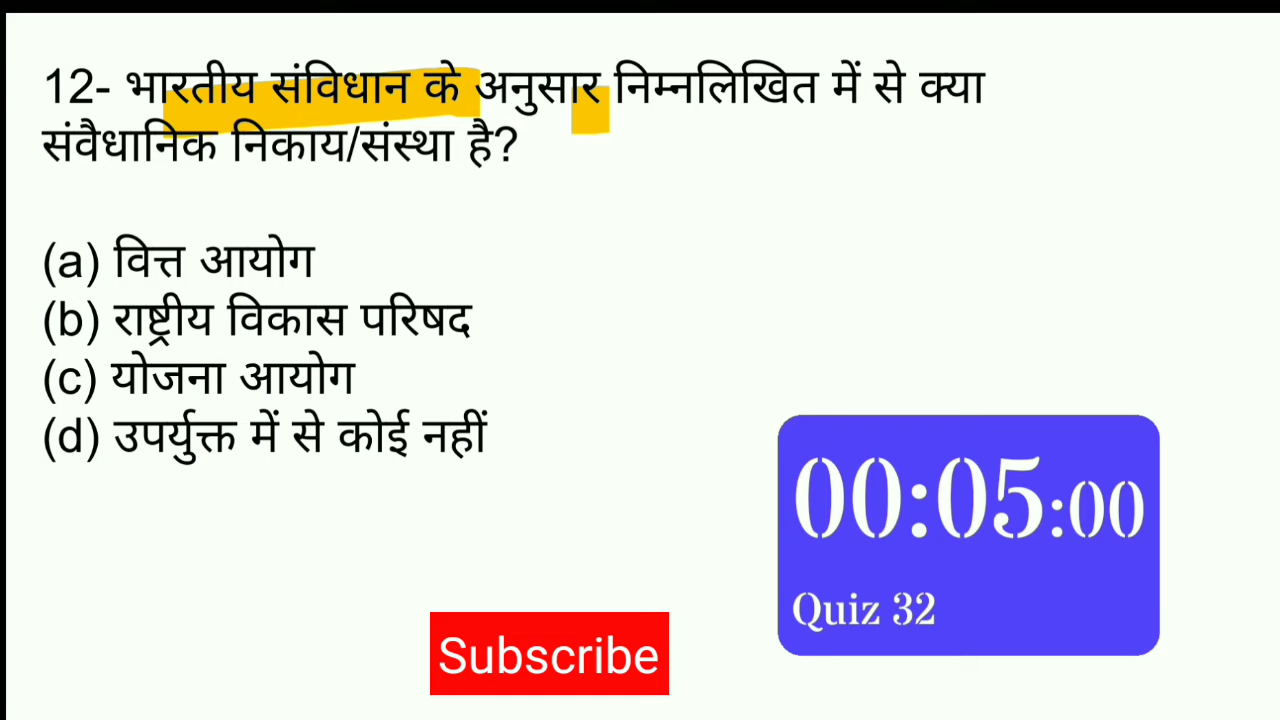 12- भारतीय संविधान के अनुसार निम्नलिखित में से क्या
संवैधानिक निकाय/संस्था है?
(a) वित्त आयोग
(b) राष्ट्रीय विकास परिषद
(c) योजना आयोग
(d) उपर्युक्त में से कोई नहीं
00:05:00
Quiz 32
Subscribe